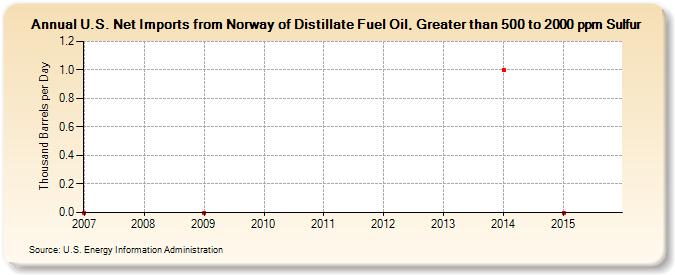 Annual U.S. Net Imports from Norway of Distillate Fuel Oil, Greater than 500 to 2000 ppm Sulfur
Thousand Barrels per Day
1.2
1.0
0.8
0.6
0.4
0.2
0.0
2007 2008 2009 2010 2011 2012 2013 2014 2015
Source: U.S. Energy Information Administration